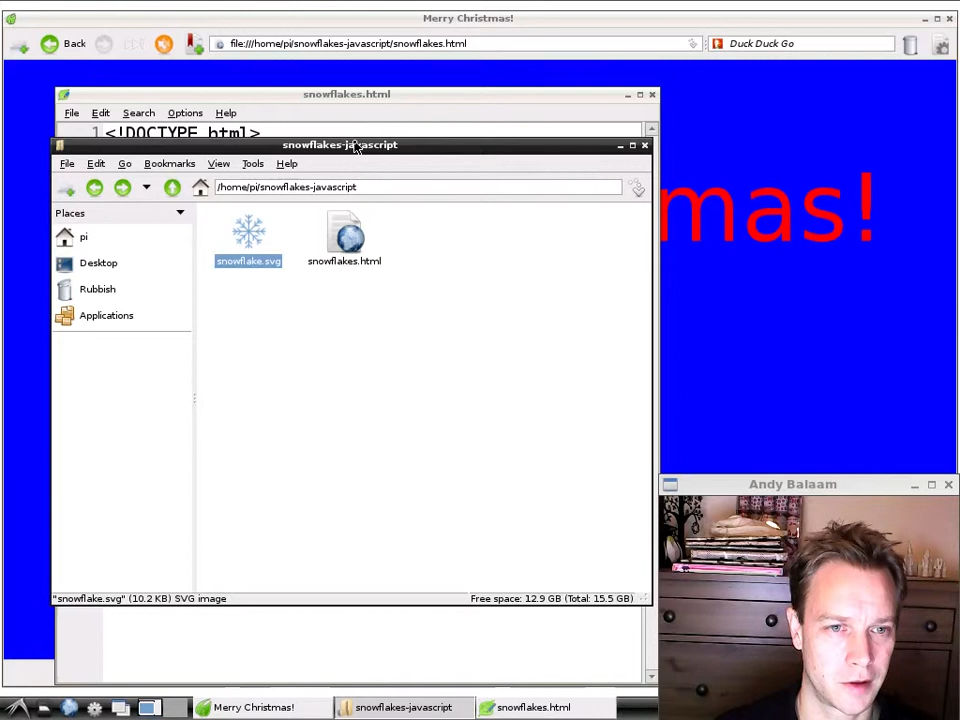 Merry Christmas!
Back
file:///home/pi/snowflakes-javascript/snowflakes.html
Duck Duck Go
snowflakes.html
File Edit Search Options Help
1 <!DOCTYPE html>
mas!
snowflakes-javascript
File Edit Go Bookmarks View Tools Help
/home/pi/snowflakes-javascript
Places
pi
Desktop
Rubbish
Applications
snowflake.svg snowflakes.html
"snowflake.svg" (10.2 KB) SVG image
Free space: 12.9 GB (Total: 15.5 GB)
Andy Balaam
Merry Christmas! snowflakes-javascript snowflakes.html